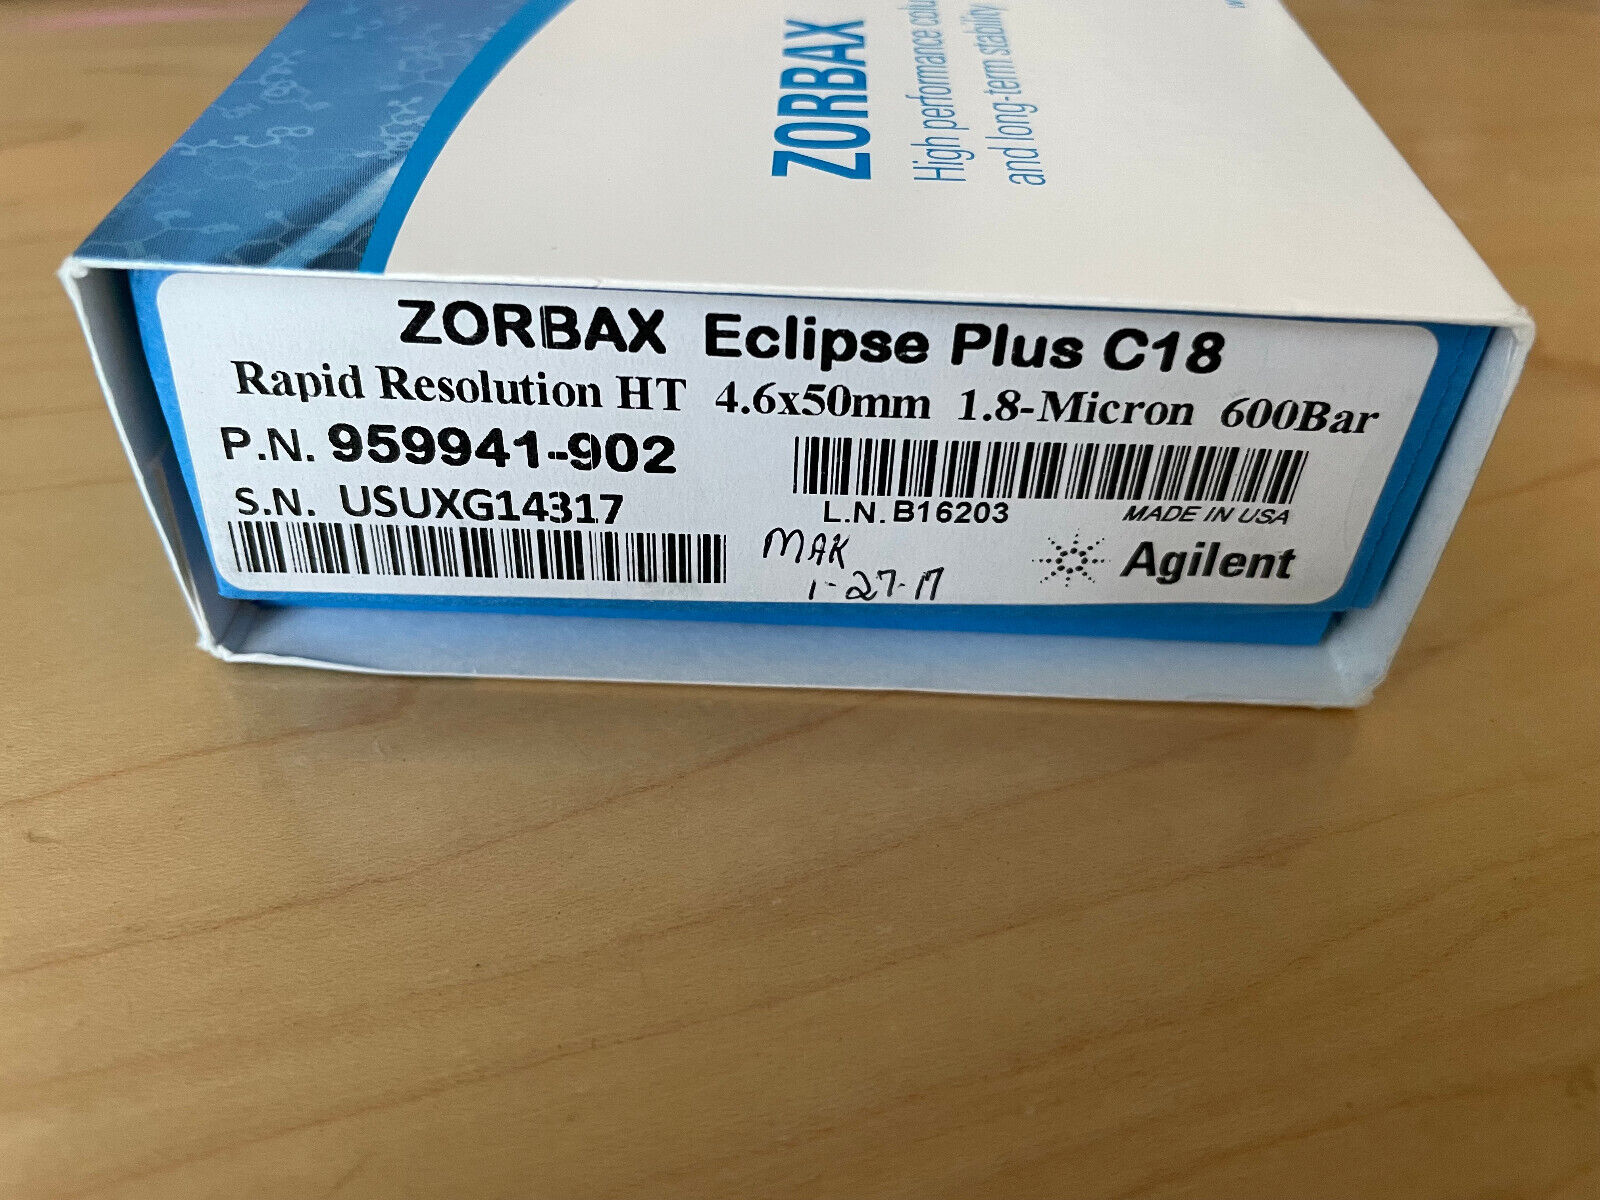 ZORBAX
High performance
and long-term stability
ZORBAX Eclipse Plus C18
Rapid Resolution HT 4.6x50mm 1.8-Micron 600Bar
P.N. 959941-902
S.N. USUXG14317
L.N. B16203
MADE IN USA
MAK
1-27-17
Agilent